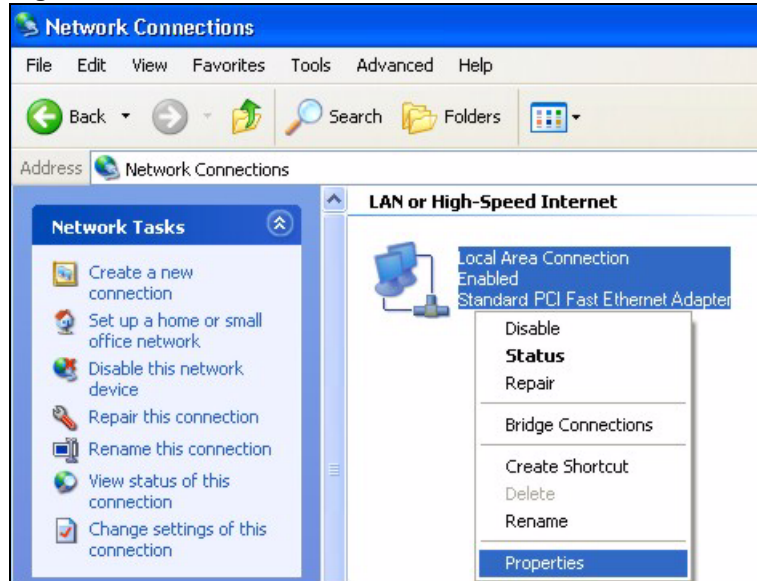 Network Connections
File Edit View Favorites Tools Advanced Help
Back Search Folders
Address Network Connections
Network Tasks
Create a new
connection
Set up a home or small
office network
Disable this network
device
Repair this connection
Rename this connection
View status of this
connection
Change settings of this
connection
LAN or High-Speed Internet
Local Area Connection
Enabled
Standard PCI Fast Ethernet Adapter
Disable
Status
Repair
Bridge Connections
Create Shortcut
Delete
Rename
Properties